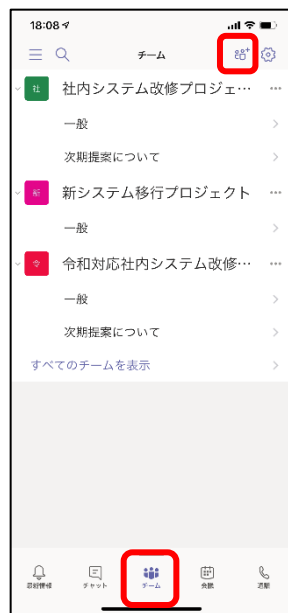 18:08
チーム
社 社内システム改修プロジェ… …
一般
次期提案について
新 新システム移行プロジェクト …
一般
令 令和対応社内システム改修… …
一般
次期提案について
すべてのチームを表示
最新情報 チャット チーム 会議 通話